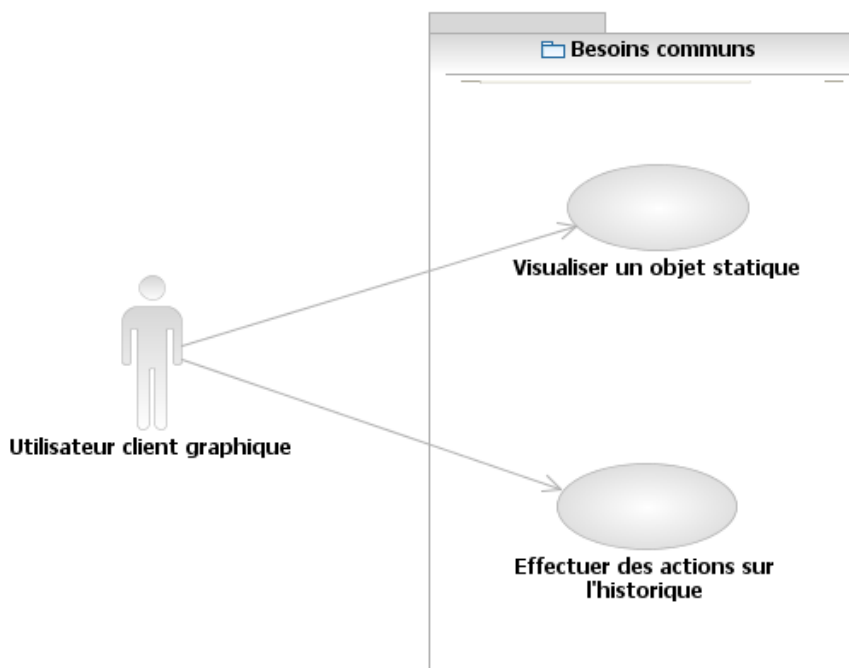 Besoins communs
Visualiser un objet statique
Utilisateur client graphique
Effectuer des actions sur
l'historique